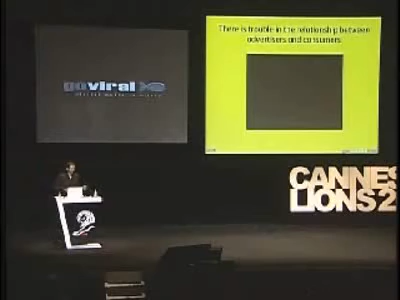 goviral
There is trouble in the relationship between
advertisers and consumers
CANNES
LIONS 2